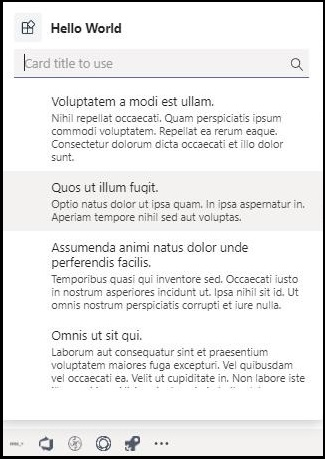 Hello World
Card title to use
Voluptatem a modi est ullam.
Nihil repellat occaecati. Quam perspiciatis ipsum
commodi voluptatem. Repellat ea rerum eaque.
Consectetur dolorum dicta occaecati et illo dolor
sunt.
Quos ut illum fugit.
Optio natus dolor ut ipsa quam. In ipsa aspernatur in.
Aperiam tempore nihil sed aut voluptas.
Assumenda animi natus dolor unde
perferendis facilis.
Temporibus quasi qui inventore sed. Occaecati iusto
in nostrum asperiores incidunt ut. Ipsa nihil sit id. Ut
omnis nostrum perspiciatis corrupti et iure nulla.
Omnis ut sit qui.
Laborum aut consequatur sint et praesentium
voluptatem maiores fuga excepturi. Vel quibusdam
vel occaecati ea. Velit ut cupiditate in. Non labore iste